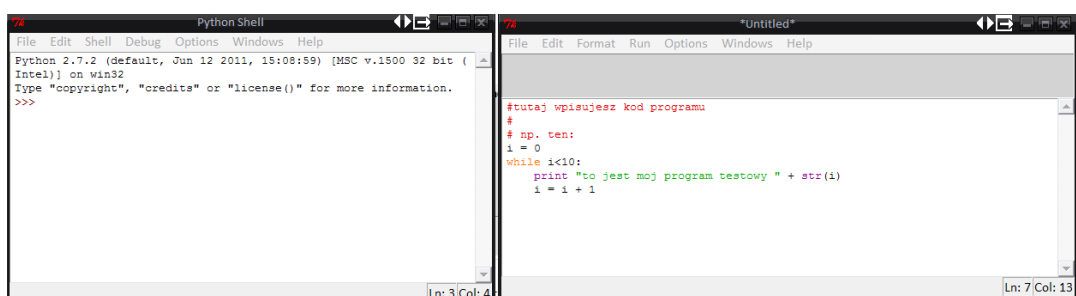 Python Shell
File Edit Shell Debug Options Windows Help
Python 2.7.2 (default, Jun 12 2011, 15:08:59) [MSC v.1500 32 bit (
Intel)] on win32
Type "copyright", "credits" or "license()" for more information.
>>>
Ln: 3 Col: 4
*Untitled*
File Edit Format Run Options Windows Help
#tutaj wpisujesz kod programu
#
# np. ten:
i = 0
while i<10:
    print "to jest moj program testowy " + str(i)
    i = i + 1
Ln: 7 Col: 13